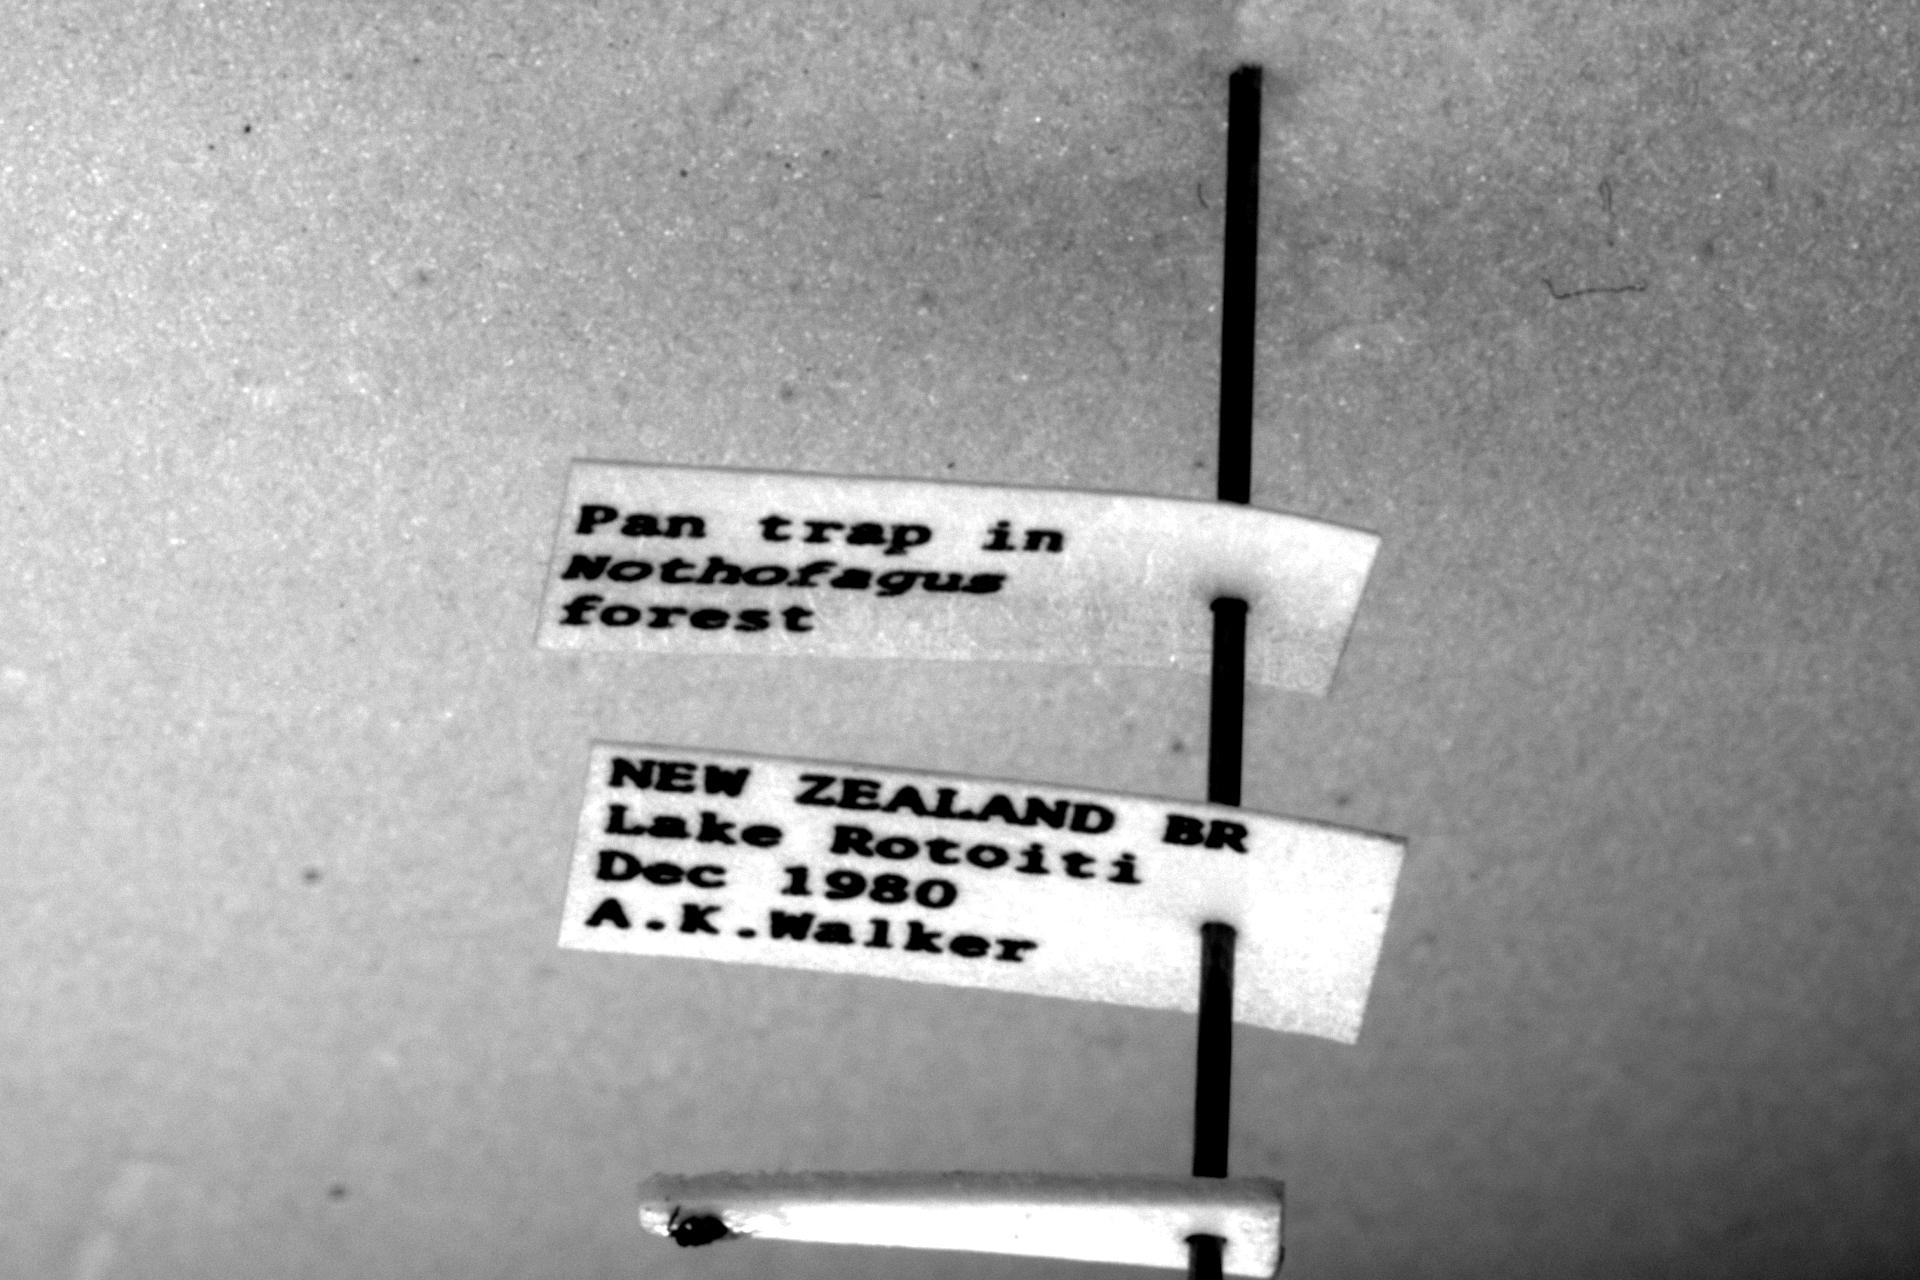 Pan trap in
Nothofagus
forest
NEW ZEALAND BR
Lake Rotoiti
Dec 1980
A.K.Walker